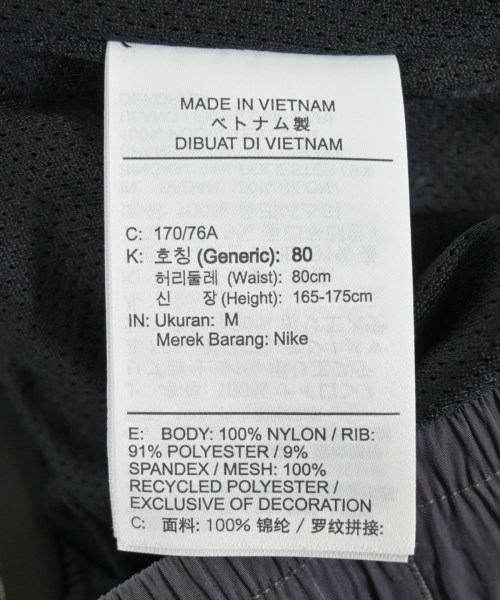 MADE IN VIETNAM
ベトナム製
DIBUAT DI VIETNAM
C: 170/76A
K: 호칭 (Generic): 80
허리둘레 (Waist): 80cm
신 장 (Height): 165-175cm
IN: Ukuran: M
Merek Barang: Nike
E: BODY: 100% NYLON / RIB:
91% POLYESTER / 9%
SPANDEX / MESH: 100%
RECYCLED POLYESTER /
EXCLUSIVE OF DECORATION
C: 面料: 100% 锦纶 / 罗纹拼接: